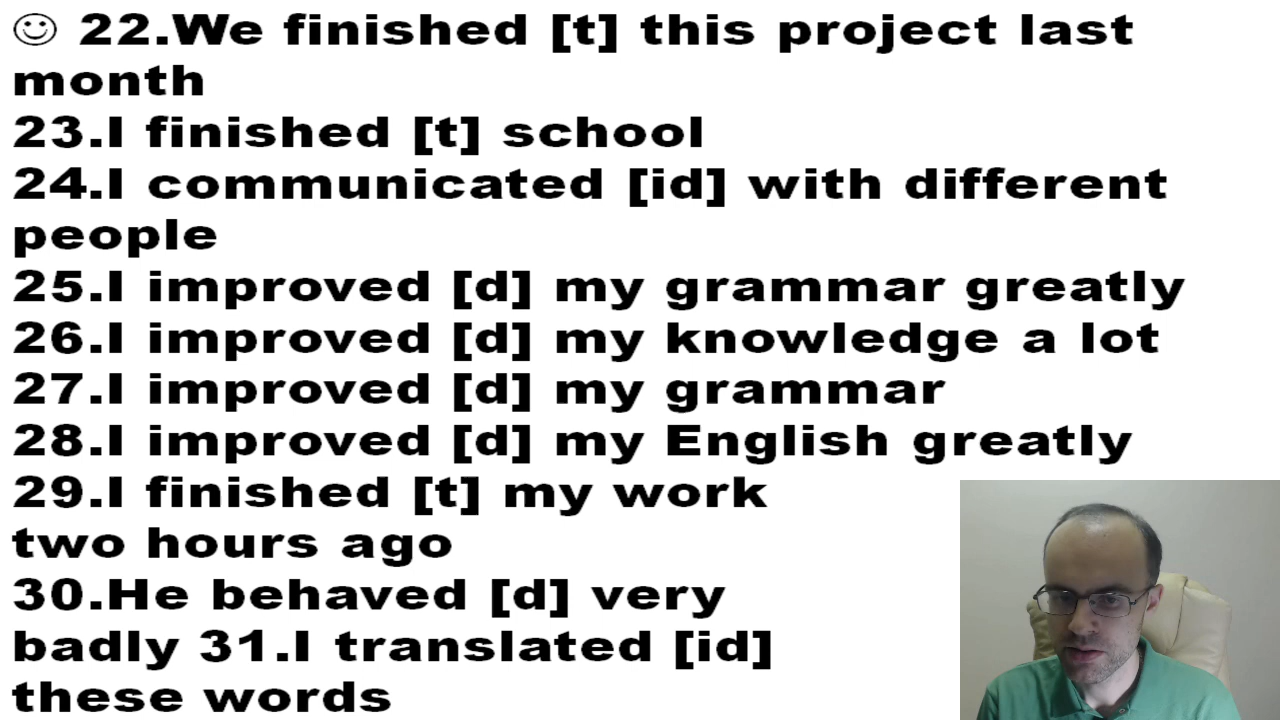 ☺ 22.We finished [t] this project last
month
23.I finished [t] school
24.I communicated [id] with different
people
25.I improved [d] my grammar greatly
26.I improved [d] my knowledge a lot
27.I improved [d] my grammar
28.I improved [d] my English greatly
29.I finished [t] my work
two hours ago
30.He behaved [d] very
badly 31.I translated [id]
these words